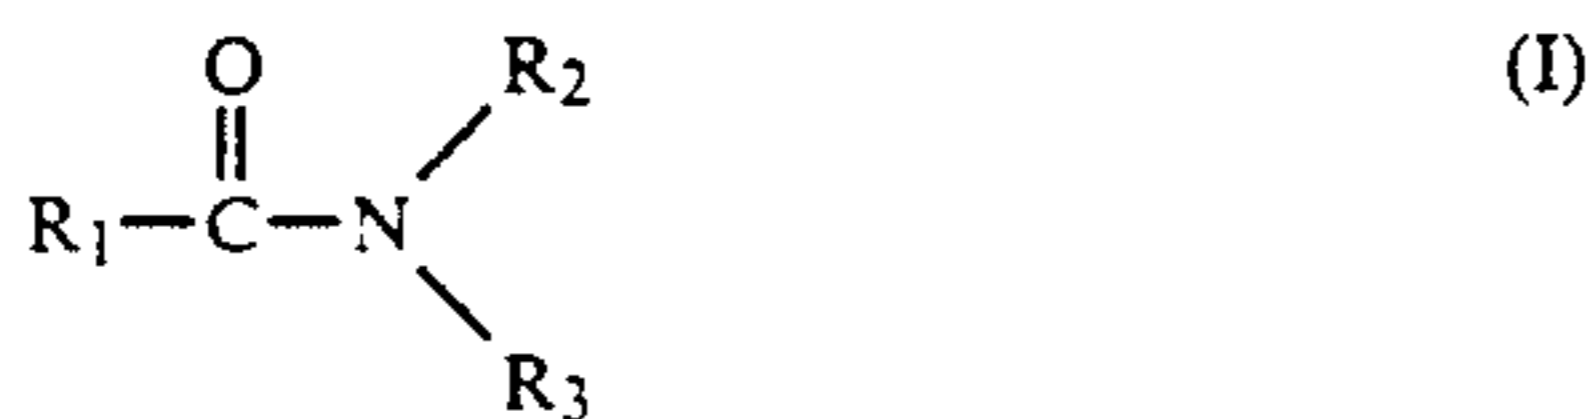 O R₂ (I)
R₁—C—N
R₃